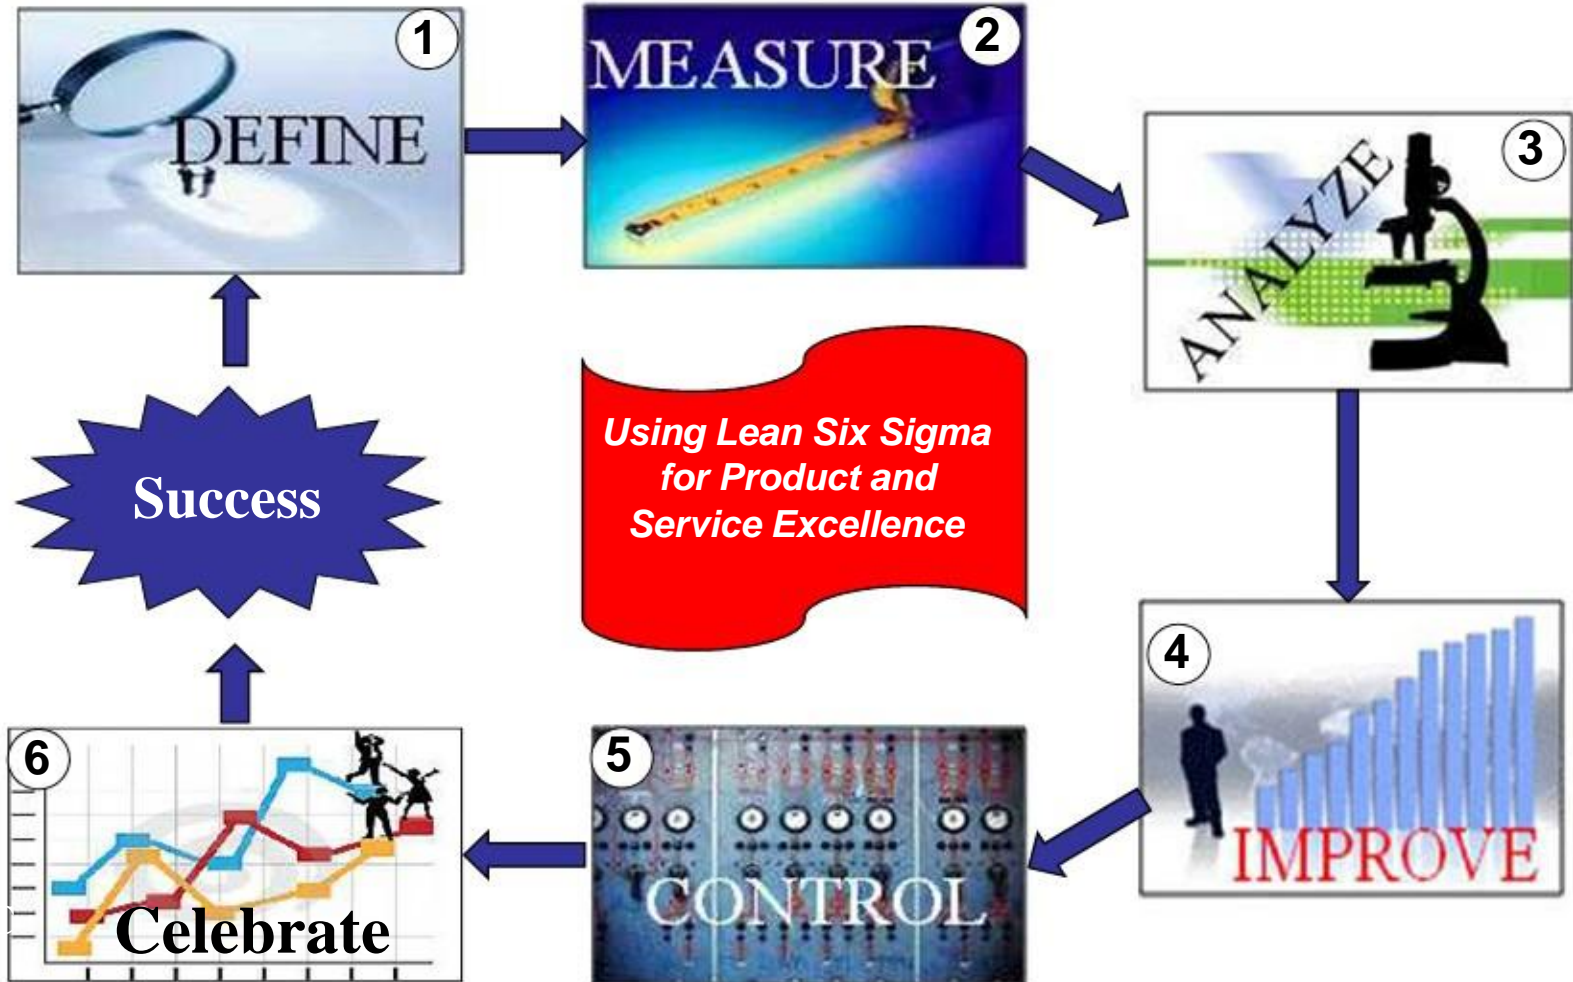 1
DEFINE
2
MEASURE
3
ANALYZE
Using Lean Six Sigma
for Product and
Service Excellence
Success
4
IMPROVE
5
CONTROL
6
Celebrate